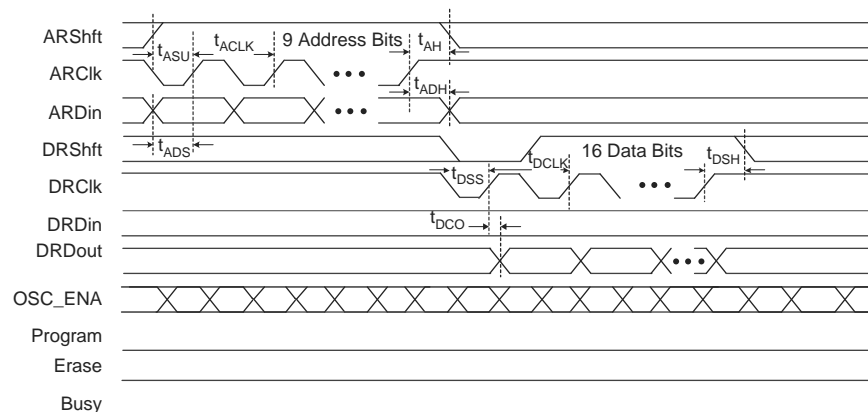 ARShft
tASU
tACLK
9 Address Bits
tAH
ARClk
tADH
ARDin
tADS
DRShft
16 Data Bits
tDCLK
tDSS
tDSH
DRClk
DRDin
tDCO
DRDout
OSC_ENA
Program
Erase
Busy